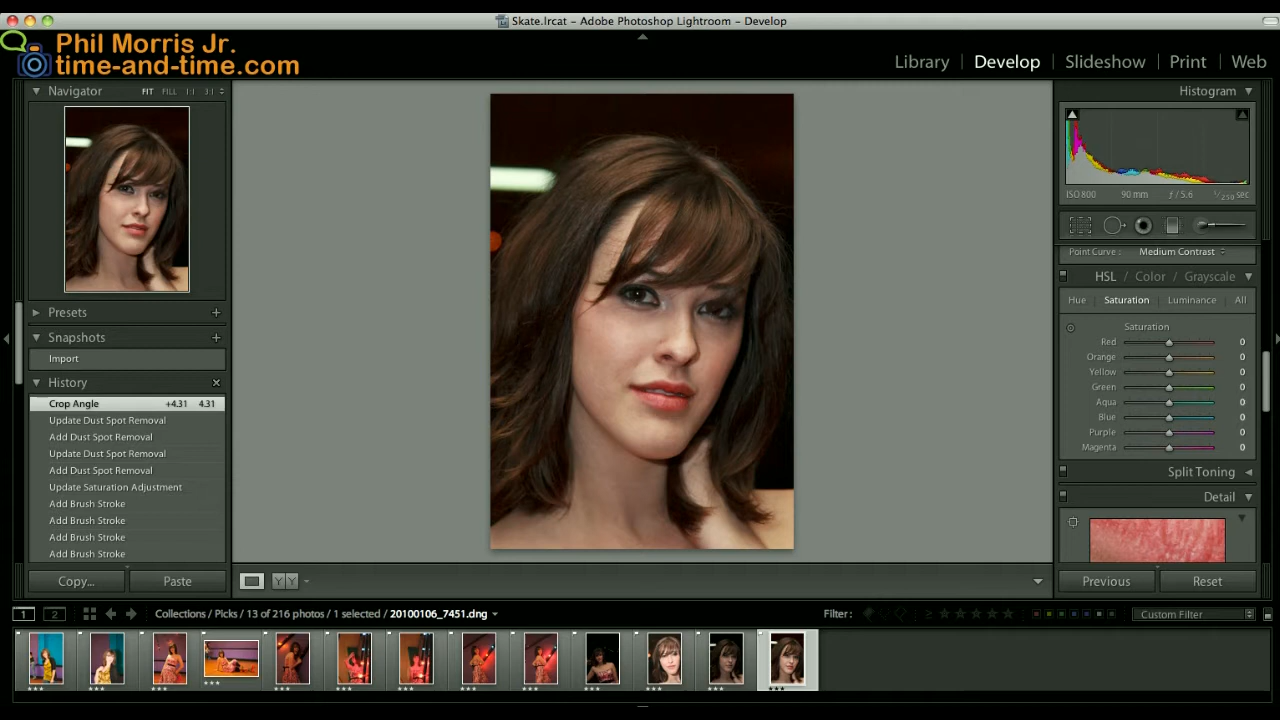 Skate.lrcat – Adobe Photoshop Lightroom – Develop
Phil Morris Jr.
time-and-time.com
Library | Develop | Slideshow | Print | Web
Navigator FIT FILL 1:1
Histogram
ISO 800 90 mm ƒ / 5.6 1/250 sec
Point Curve : Medium Contrast
HSL / Color / Grayscale
Hue Saturation Luminance All
Saturation
Red 0
Orange 0
Yellow 0
Green 0
Aqua 0
Blue 0
Purple 0
Magenta 0
Split Toning
Detail
Previous Reset
Presets +
Snapshots +
Import
History ×
Crop Angle +4.31 4.31
Update Dust Spot Removal
Add Dust Spot Removal
Update Dust Spot Removal
Add Dust Spot Removal
Update Saturation Adjustment
Add Brush Stroke
Add Brush Stroke
Add Brush Stroke
Add Brush Stroke
Copy... Paste
Y Y
1 2 Collections / Picks / 13 of 216 photos / 1 selected / 20100106_7451.dng Filter : ≥ ★★★★★ Custom Filter